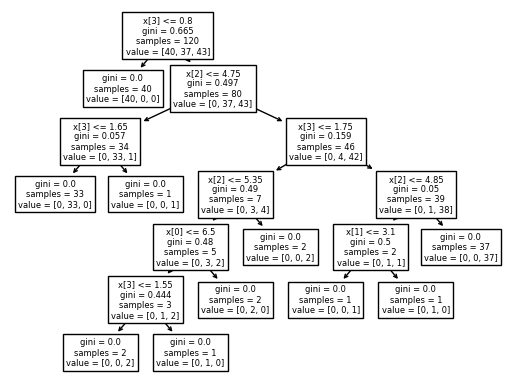 x[3] <= 0.8
gini = 0.665
samples = 120
value = [40, 37, 43]
gini = 0.0
samples = 40
value = [40, 0, 0]
x[2] <= 4.75
gini = 0.497
samples = 80
value = [0, 37, 43]
x[3] <= 1.65
gini = 0.057
samples = 34
value = [0, 33, 1]
x[3] <= 1.75
gini = 0.159
samples = 46
value = [0, 4, 42]
gini = 0.0
samples = 33
value = [0, 33, 0]
gini = 0.0
samples = 1
value = [0, 0, 1]
x[2] <= 5.35
gini = 0.49
samples = 7
value = [0, 3, 4]
x[2] <= 4.85
gini = 0.05
samples = 39
value = [0, 1, 38]
x[0] <= 6.5
gini = 0.48
samples = 5
value = [0, 3, 2]
gini = 0.0
samples = 2
value = [0, 0, 2]
x[1] <= 3.1
gini = 0.5
samples = 2
value = [0, 1, 1]
gini = 0.0
samples = 37
value = [0, 0, 37]
x[3] <= 1.55
gini = 0.444
samples = 3
value = [0, 1, 2]
gini = 0.0
samples = 2
value = [0, 2, 0]
gini = 0.0
samples = 1
value = [0, 0, 1]
gini = 0.0
samples = 1
value = [0, 1, 0]
gini = 0.0
samples = 2
value = [0, 0, 2]
gini = 0.0
samples = 1
value = [0, 1, 0]